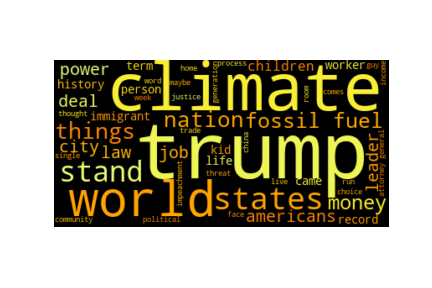 power term home process children worker guy
history word maybe generation climate room comes income
deal person week justice
thought immigrant nation fossil fuel
things
city law job trump leader attorney general
single kid trade china
stand life threat
impeachment live came run choice
world states money
community political face americans record